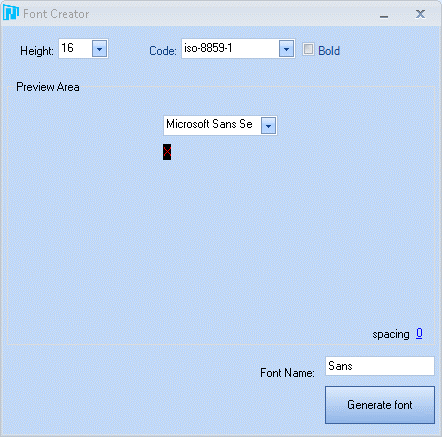 Font Creator
Height: 16 Code: iso-8859-1 Bold
Preview Area
Microsoft Sans Se
X
spacing 0
Font Name: Sans
Generate font